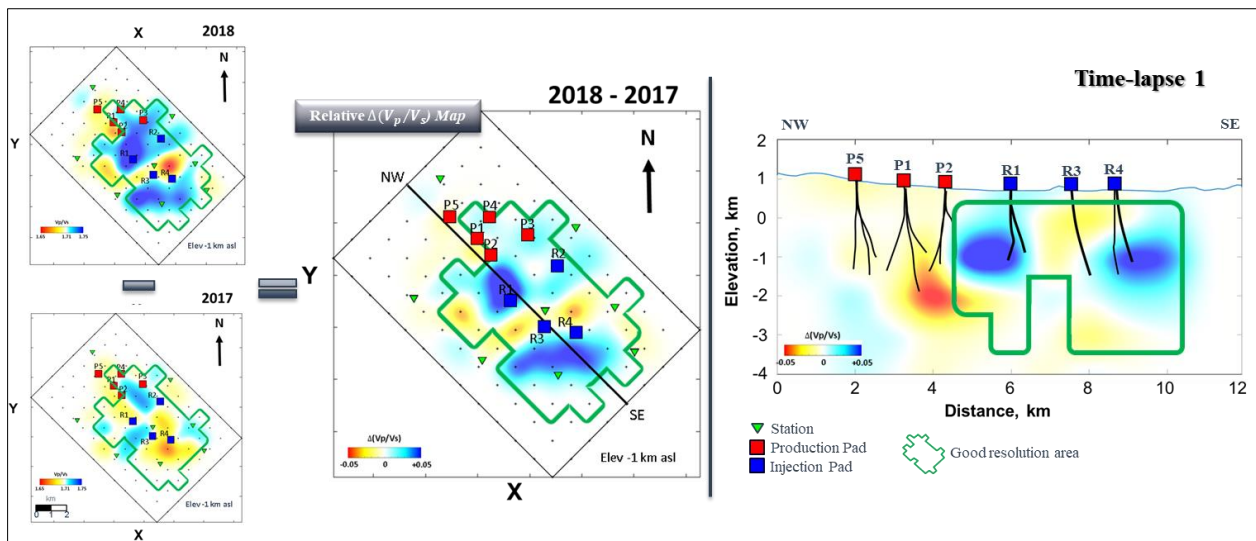 X
2018
N
P5
P4
P3
P1
P2
R2
R1
R3
R4
Y
Vp/Vs
1.65 1.71 1.75
Elev -1 km asl
2017
N
P5
P4
P3
P1
P2
R2
R1
R3
R4
Y
Vp/Vs
1.65 1.71 1.75
km
0 1 2
Elev -1 km asl
X
2018 - 2017
Relative Δ(Vp/Vs) Map
N
NW
P5
P4
P1
P3
P2
R2
Y
R1
R3
R4
SE
Δ(Vp/Vs)
-0.05 0 +0.05
Elev -1 km asl
X
Time-lapse 1
NW
SE
P5 P1 P2 R1 R3 R4
2
1
0
-1
-2
-3
-4
Elevation, km
Δ(Vp/Vs)
-0.05 0 +0.05
0 2 4 6 8 10 12
Distance, km
Station
Production Pad
Injection Pad
Good resolution area